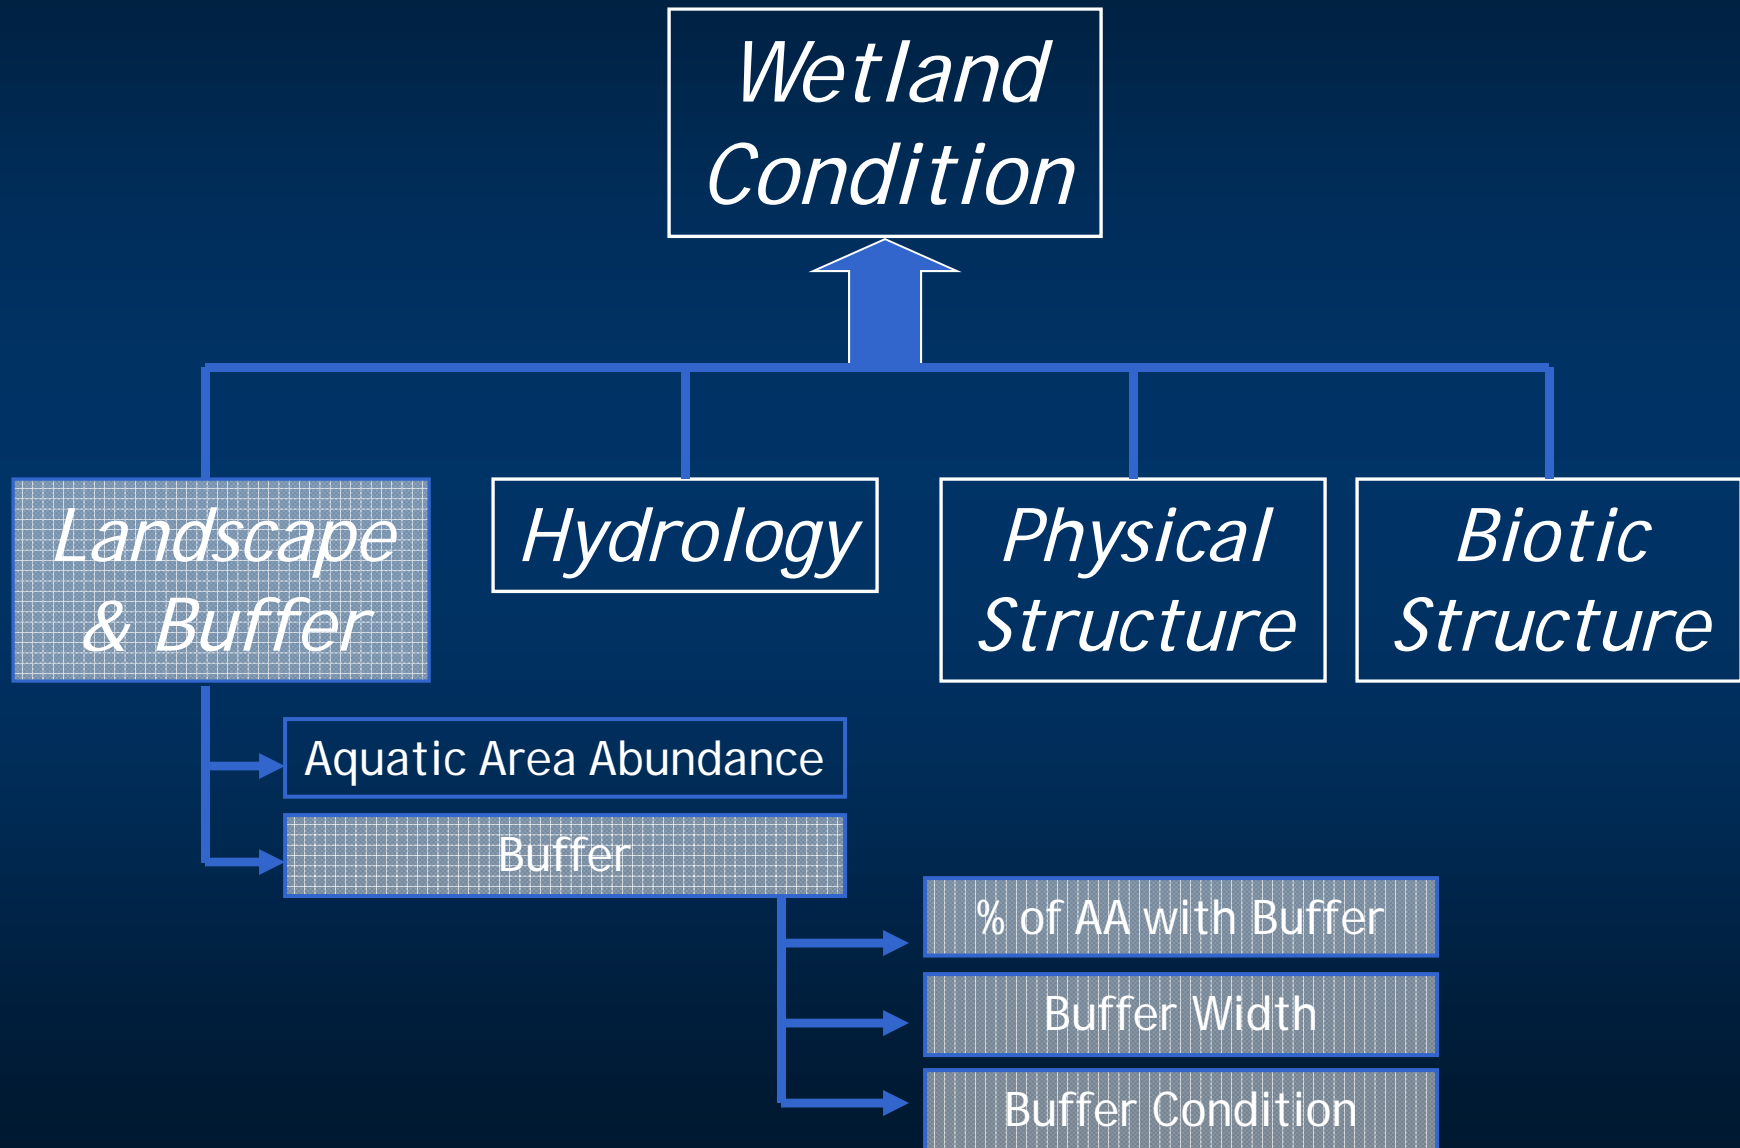 Wetland
Condition
Landscape
& Buffer
Hydrology
Physical
Structure
Biotic
Structure
Aquatic Area Abundance
Buffer
% of AA with Buffer
Buffer Width
Buffer Condition